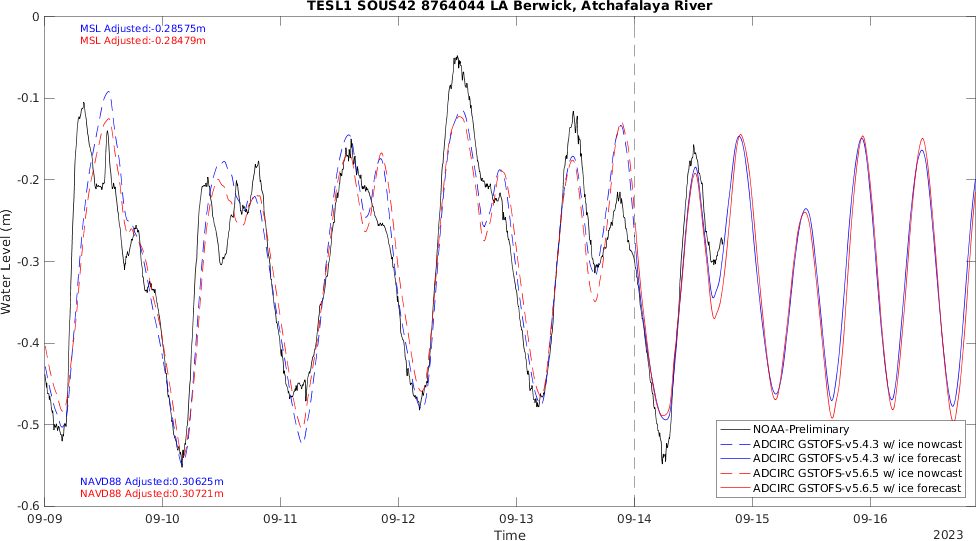 TESL1 SOUS42 8764044 LA Berwick, Atchafalaya River
MSL Adjusted:-0.28575m
MSL Adjusted:-0.28479m
0
-0.1
-0.2
-0.3
-0.4
-0.5
-0.6
Water Level (m)
NAVD88 Adjusted:0.30625m
NAVD88 Adjusted:0.30721m
NOAA-Preliminary
ADCIRC GSTOFS-v5.4.3 w/ ice nowcast
ADCIRC GSTOFS-v5.4.3 w/ ice forecast
ADCIRC GSTOFS-v5.6.5 w/ ice nowcast
ADCIRC GSTOFS-v5.6.5 w/ ice forecast
09-09 09-10 09-11 09-12 09-13 09-14 09-15 09-16
Time
2023